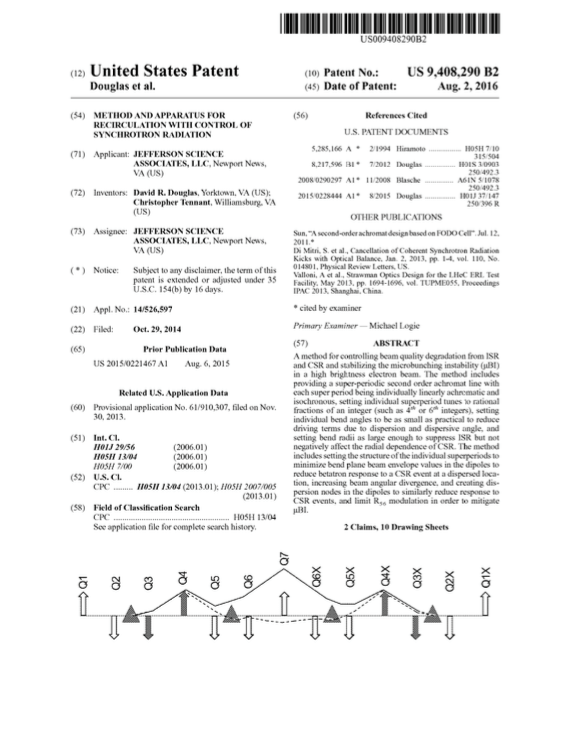 US009408290B2
(12) United States Patent
Douglas et al.
(10) Patent No.: US 9,408,290 B2
(45) Date of Patent: Aug. 2, 2016
(54) METHOD AND APPARATUS FOR
RECIRCULATION WITH CONTROL OF
SYNCHROTRON RADIATION
(71) Applicant: JEFFERSON SCIENCE
ASSOCIATES, LLC, Newport News,
VA (US)
(72) Inventors: David R. Douglas, Yorktown, VA (US);
Christopher Tennant, Williamsburg, VA
(US)
(73) Assignee: JEFFERSON SCIENCE
ASSOCIATES, LLC, Newport News,
VA (US)
( * ) Notice: Subject to any disclaimer, the term of this
patent is extended or adjusted under 35
U.S.C. 154(b) by 16 days.
(21) Appl. No.: 14/526,597
(22) Filed: Oct. 29, 2014
(65) Prior Publication Data
US 2015/0221467 A1 Aug. 6, 2015
Related U.S. Application Data
(60) Provisional application No. 61/910,307, filed on Nov.
30, 2013.
(51) Int. Cl.
H01J 29/56 (2006.01)
H05H 13/04 (2006.01)
H05H 7/00 (2006.01)
(52) U.S. Cl.
CPC ........ H05H 13/04 (2013.01); H05H 2007/005
(2013.01)
(58) Field of Classification Search
CPC .................................... H05H 13/04
See application file for complete search history.
(56) References Cited
U.S. PATENT DOCUMENTS
5,285,166 A * 2/1994 Hiramoto ............... H05H 7/10
315/504
8,217,596 B1* 7/2012 Douglas ............... H01S 3/0903
250/492.3
2008/0290297 A1* 11/2008 Blasche ............... A61N 5/1078
250/492.3
2015/0228444 A1* 8/2015 Douglas ............... H01J 37/147
250/396 R
OTHER PUBLICATIONS
Sun, "A second-order achromat design based on FODO Cell". Jul. 12,
2011.*
Di Mitri, S. et al., Cancellation of Coherent Synchrotron Radiation
Kicks with Optical Balance, Jan. 2, 2013, pp. 1-4, vol. 110, No.
014801, Physical Review Letters, US.
Valloni, A et al., Strawman Optics Design for the LHeC ERL Test
Facility, May 2013, pp. 1694-1696, vol. TUPME055, Proceedings
IPAC 2013, Shanghai, China.
* cited by examiner
Primary Examiner — Michael Logie
(57) ABSTRACT
A method for controlling beam quality degradation from ISR
and CSR and stabilizing the microbunching instability (μBI)
in a high brightness electron beam. The method includes
providing a super-periodic second order achromat line with
each super period being individually linearly achromatic and
isochronous, setting individual superperiod tunes to rational
fractions of an integer (such as 4th or 6th integers), setting
individual bend angles to be as small as practical to reduce
driving terms due to dispersion and dispersive angle, and
setting bend radii as large enough to suppress ISR but not
negatively affect the radial dependence of CSR. The method
includes setting the structure of the individual superperiods to
minimize bend plane beam envelope values in the dipoles to
reduce betatron response to a CSR event at a dispersed loca-
tion, increasing beam angular divergence, and creating dis-
persion nodes in the dipoles to similarly reduce response to
CSR events, and limit R56 modulation in order to mitigate
μBI.
2 Claims, 10 Drawing Sheets
Q1 Q2 Q3 Q4 Q5 Q6 Q7 Q6X Q5X Q4X Q3X Q2X Q1X